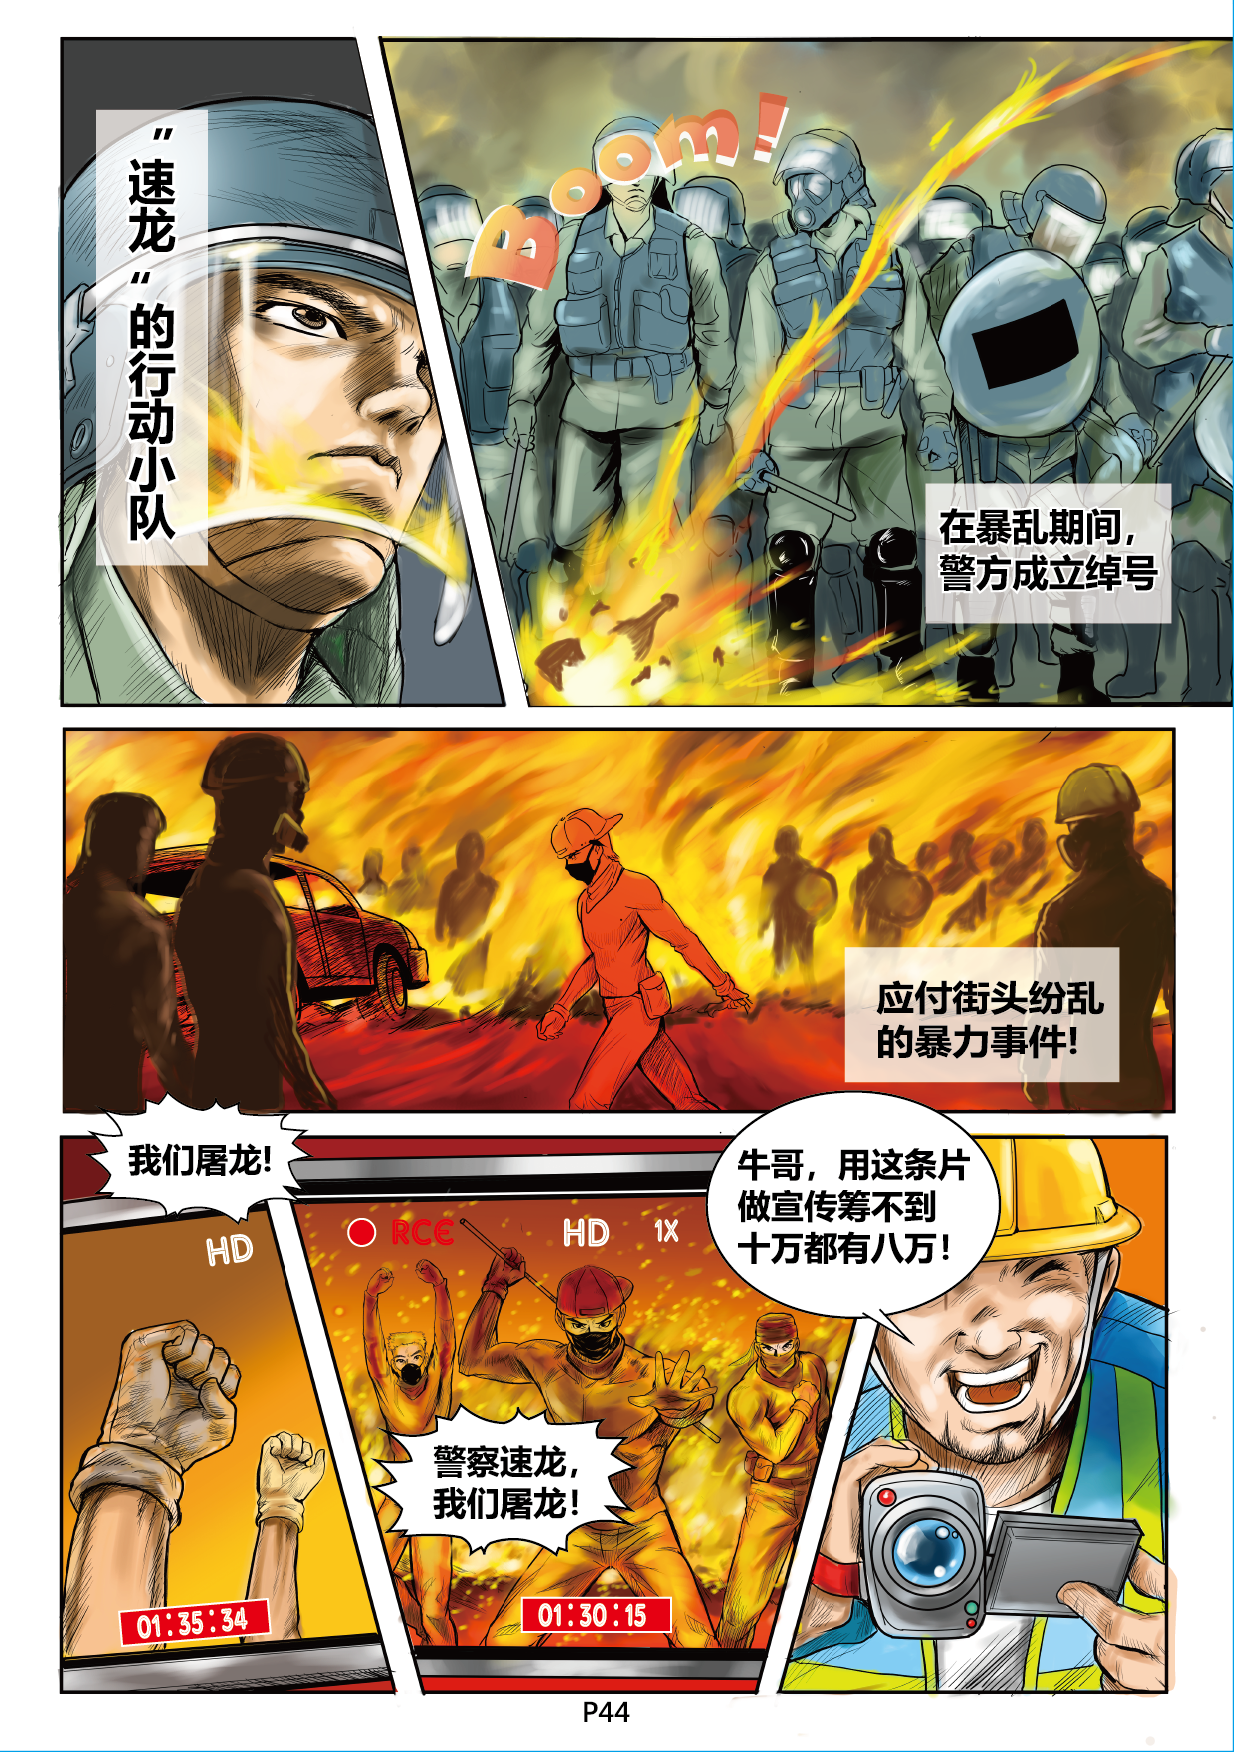 Boom!
在暴乱期间，
警方成立绰号
"速龙"的行动小队
应付街头纷乱
的暴力事件!
我们屠龙!
HD
01:35:34
RCE
HD
1X
警察速龙，
我们屠龙!
01:30:15
牛哥，用这条片
做宣传筹不到
十万都有八万!
P44